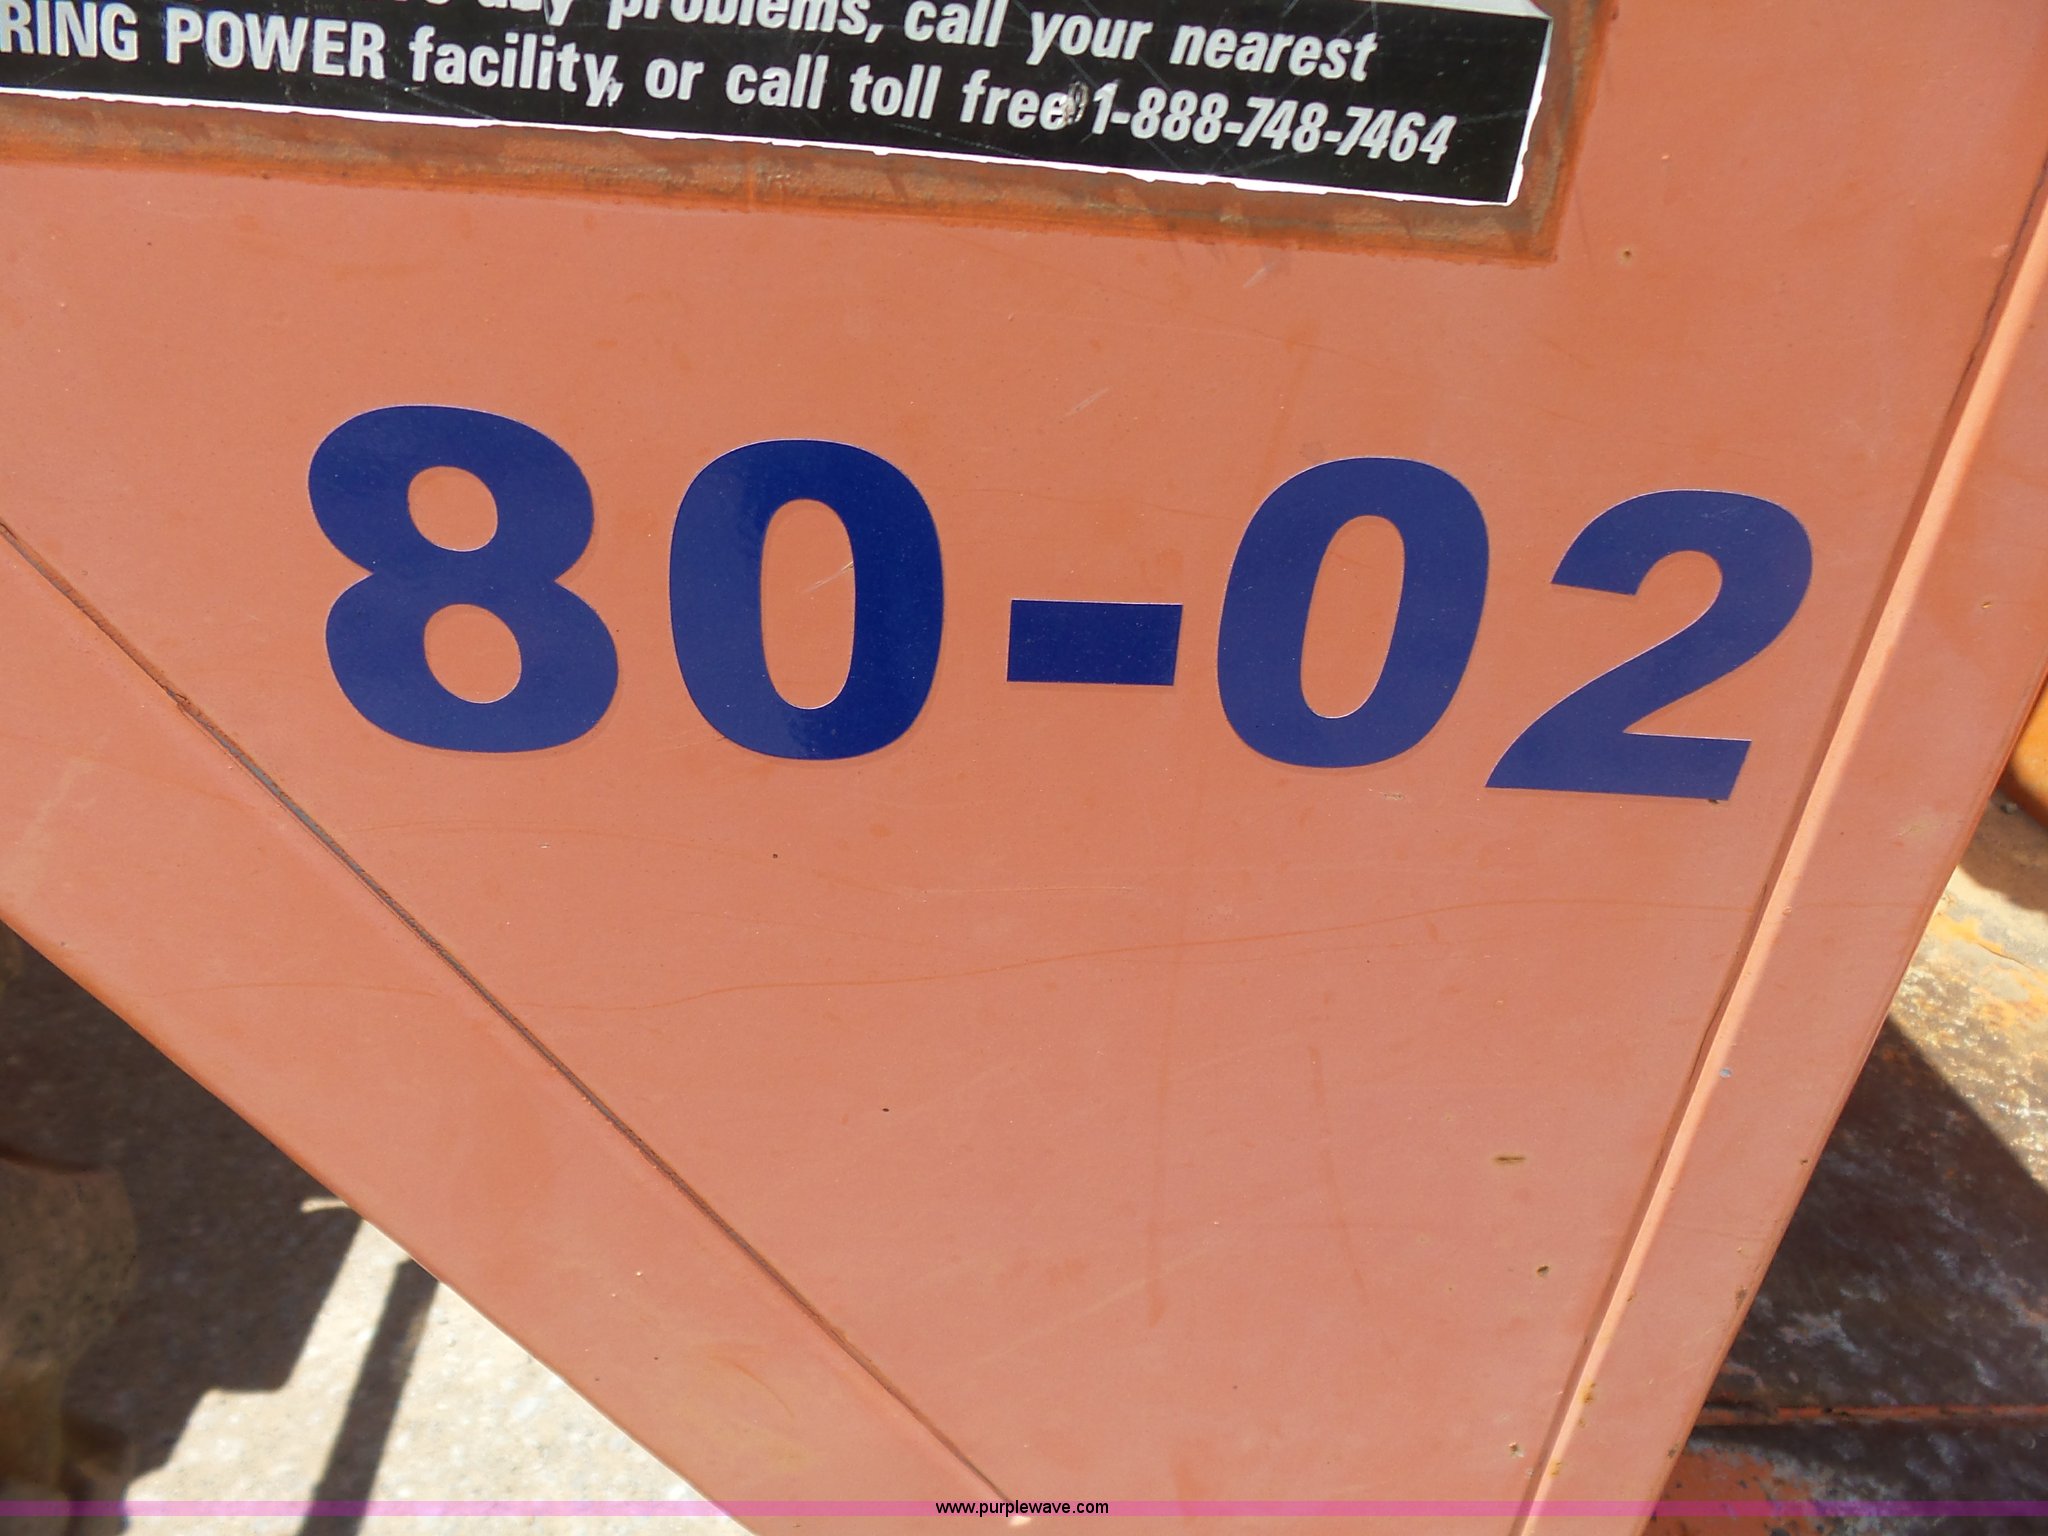 problems, call your nearest
RING POWER facility, or call toll free 1-888-748-7464
80-02
www.purplewave.com